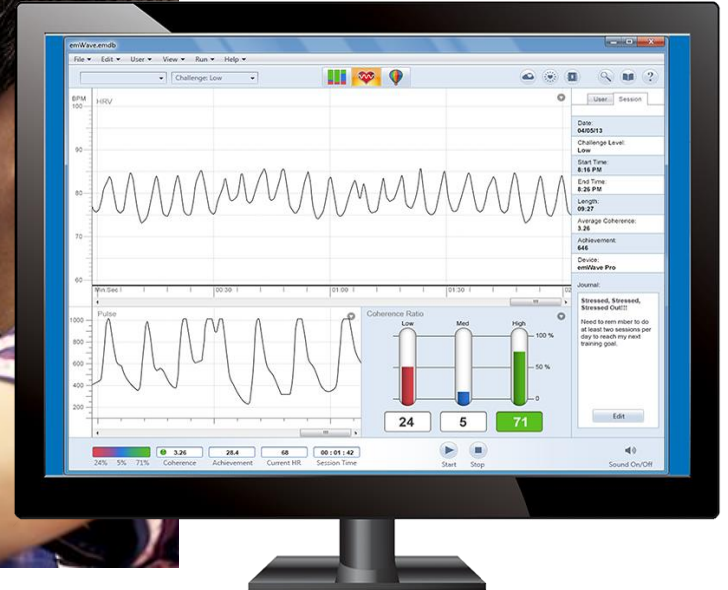 emWave.emdb
File ▾ Edit ▾ User ▾ View ▾ Run ▾ Help ▾
Challenge: Low
User Session
BPM
HRV
100
90
80
70
60
Min:Sec 00:30 01:00 01:30 02
Date:
04/05/13
Challenge Level:
Low
Start Time:
8:16 PM
End Time:
8:26 PM
Length:
09:27
Average Coherence:
3.26
Achievement:
646
Device:
emWave Pro
Journal:
Stressed, Stressed,
Stressed Out!!!
Need to rem mber to do
at least two sessions per
day to reach my next
training goal.
Edit
Pulse
1000
800
600
400
200
Coherence Ratio
Low Med High
100 %
50 %
0
24 5 71
24% 5% 71%
3.26 28.4 68 00 : 01 : 42
Coherence Achievement Current HR Session Time
Start Stop
Sound On/Off